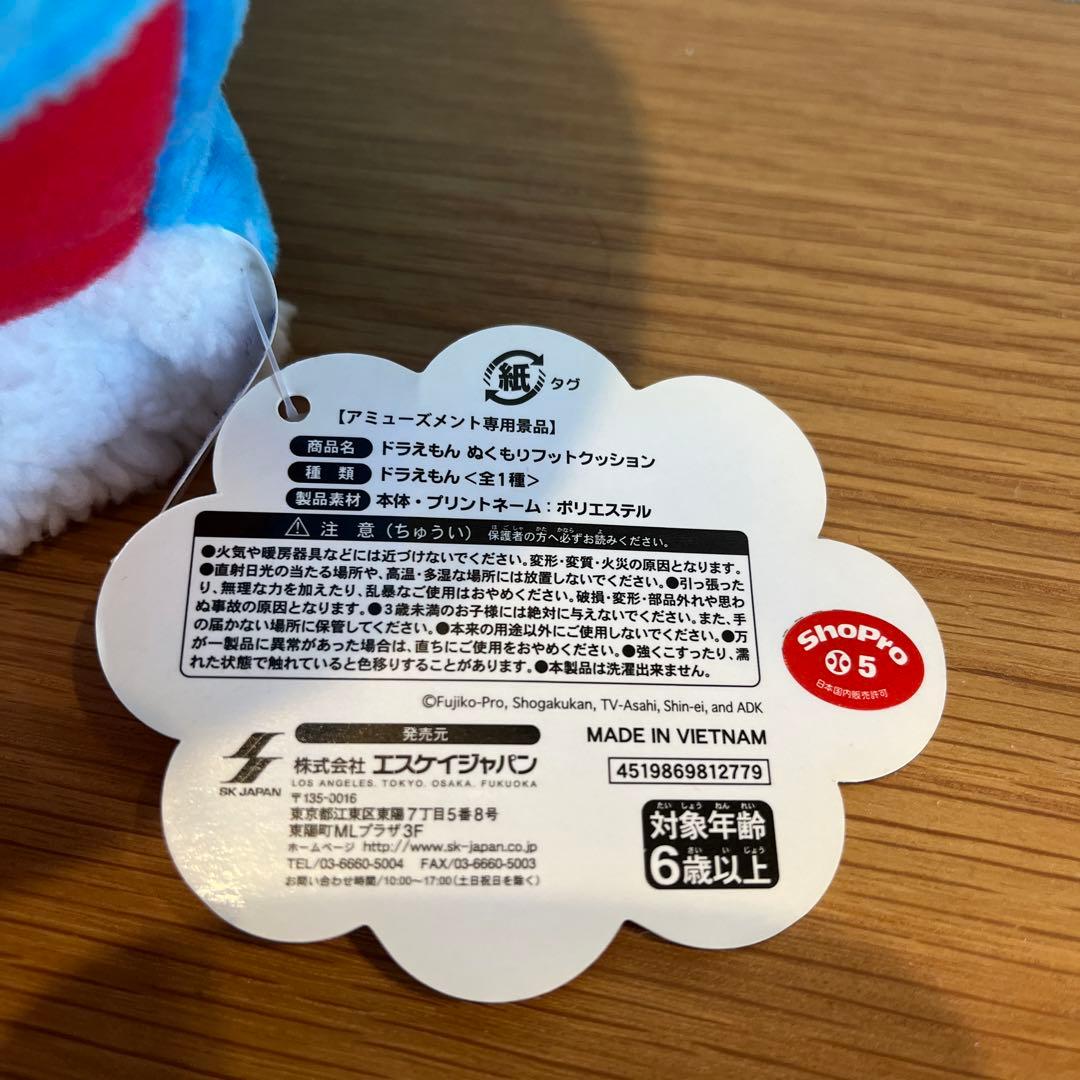 紙 タグ
【アミューズメント専用景品】
商品名 ドラえもん ぬくもりフットクッション
種類 ドラえもん<全1種>
製品素材 本体・プリントネーム:ポリエステル
注意(ちゅうい) 保護者の方へ必ずお読みください。
●火気や暖房器具などには近づけないでください。変形・変質・火災の原因となります。
●直射日光の当たる場所や、高温・多湿な場所には放置しないでください。●引っ張った
り、無理な力を加えたり、乱暴なご使用はおやめください。破損・変形・部品外れや思わ
ぬ事故の原因となります。●3歳未満のお子様には絶対に与えないでください。また、手
の届かない場所に保管してください。●本来の用途以外にご使用しないでください。●万
が一製品に異常があった場合は、直ちにご使用をおやめください。●強くこすったり、濡
れた状態で触れていると色移りすることがあります。●本製品は洗濯出来ません。
©Fujiko-Pro, Shogakukan, TV-Asahi, Shin-ei, and ADK
ShoPro
5
日本国内販売許可
発売元
SK JAPAN
株式会社 エスケイジャパン
LOS ANGELES. TOKYO. OSAKA. FUKUOKA
〒135-0016
東京都江東区東陽7丁目5番8号
東陽町MLプラザ3F
ホームページ http://www.sk-japan.co.jp
TEL/03-6660-5004 FAX/03-6660-5003
お問い合わせ時間/10:00〜17:00(土日祝日を除く)
MADE IN VIETNAM
4519869812779
たいしょうねんれい
対象年齢
さいいじょう
6歳以上